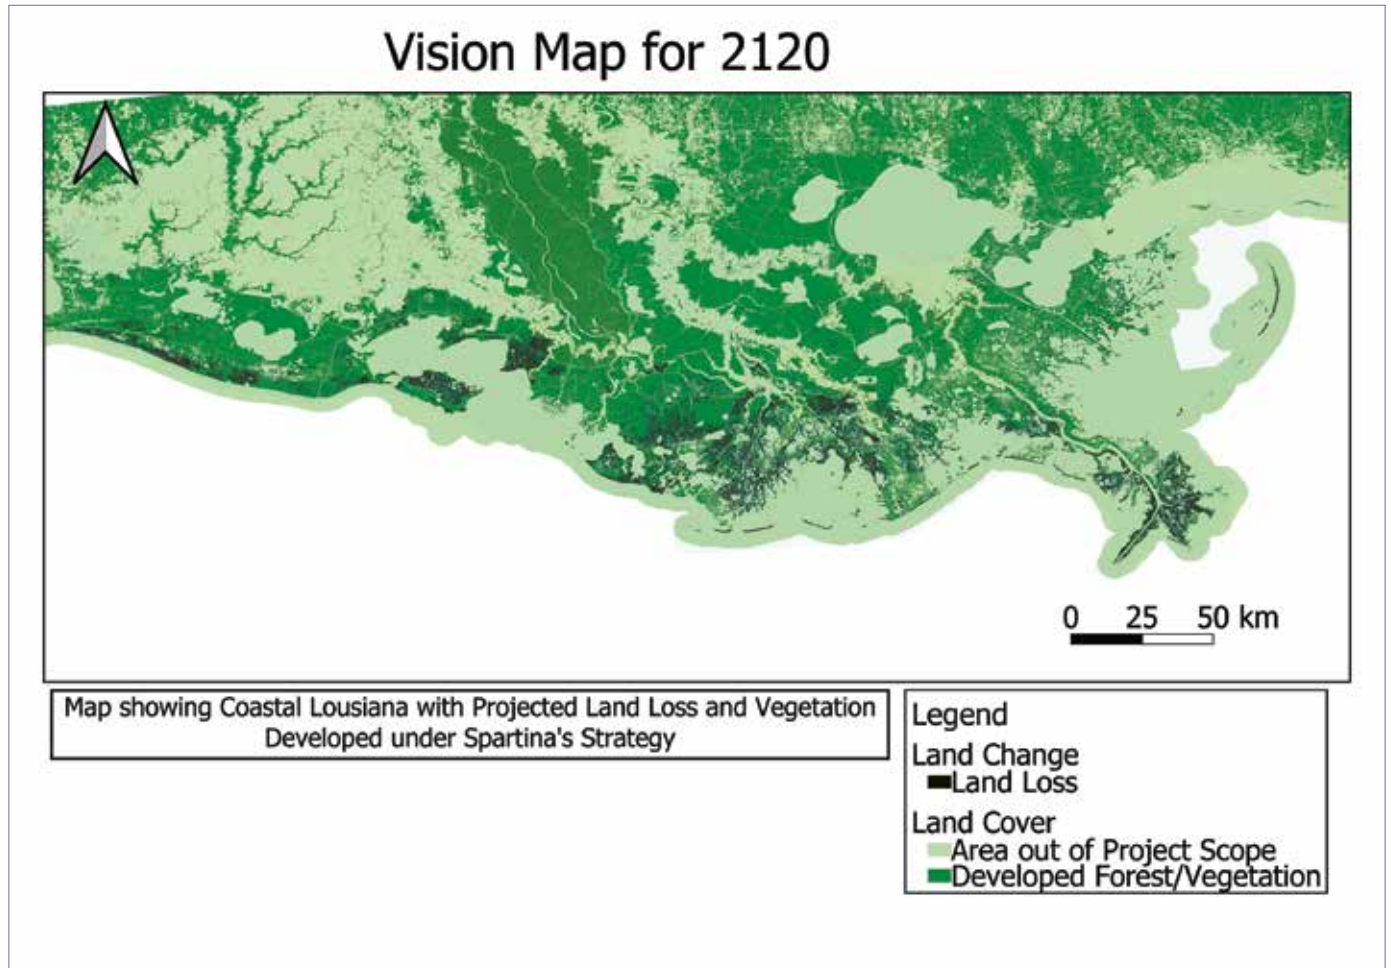 Vision Map for 2120
0 25 50 km
Map showing Coastal Lousiana with Projected Land Loss and Vegetation
Developed under Spartina's Strategy
Legend
Land Change
Land Loss
Land Cover
Area out of Project Scope
Developed Forest/Vegetation